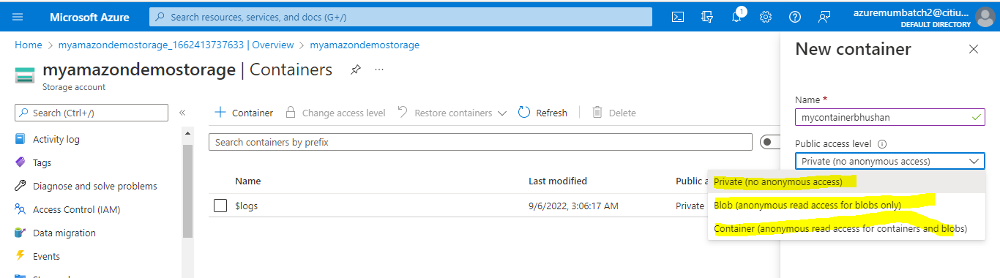 Microsoft Azure
Search resources, services, and docs (G+/)
1
azuremumbatch2@citiu...
DEFAULT DIRECTORY
Home > myamazondemostorage_1662413737633 | Overview > myamazondemostorage
myamazondemostorage | Containers
Storage account
Search (Ctrl+/)
Activity log
Tags
Diagnose and solve problems
Access Control (IAM)
Data migration
Events
+ Container
Change access level
Restore containers
Refresh
Delete
Search containers by prefix
Name
Last modified
Public a
$logs
9/6/2022, 3:06:17 AM
Private
New container
Name *
mycontainerbhushan
Public access level
Private (no anonymous access)
Private (no anonymous access)
Blob (anonymous read access for blobs only)
Container (anonymous read access for containers and blobs)